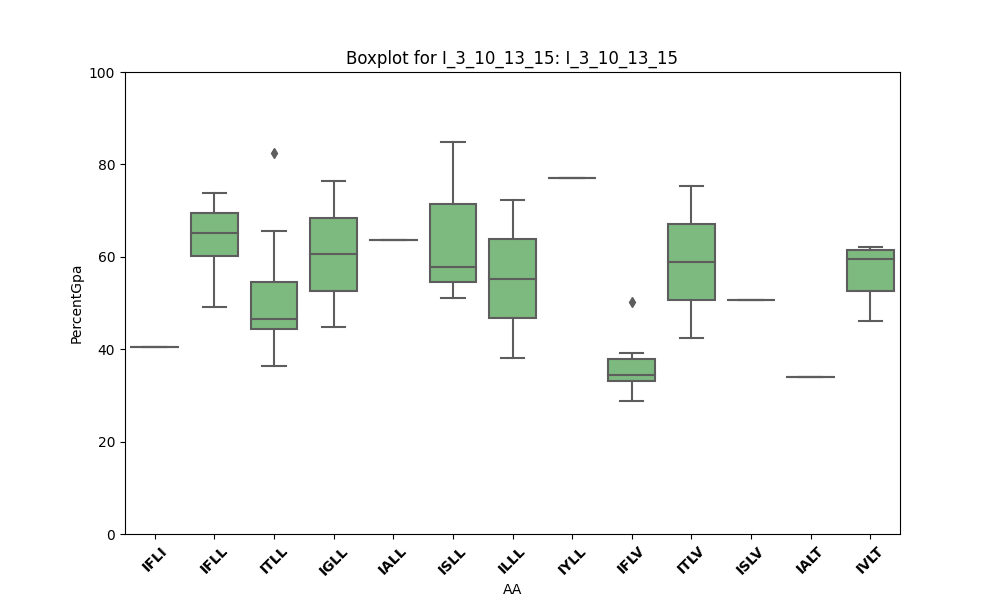 Boxplot for I_3_10_13_15: I_3_10_13_15
PercentGpa
100
80
60
40
20
0
IFLI
IFLL
ITLL
IGLL
IALL
ISLL
ILLL
IYLL
IFLV
ITLV
ISLV
IALT
IVLT
AA